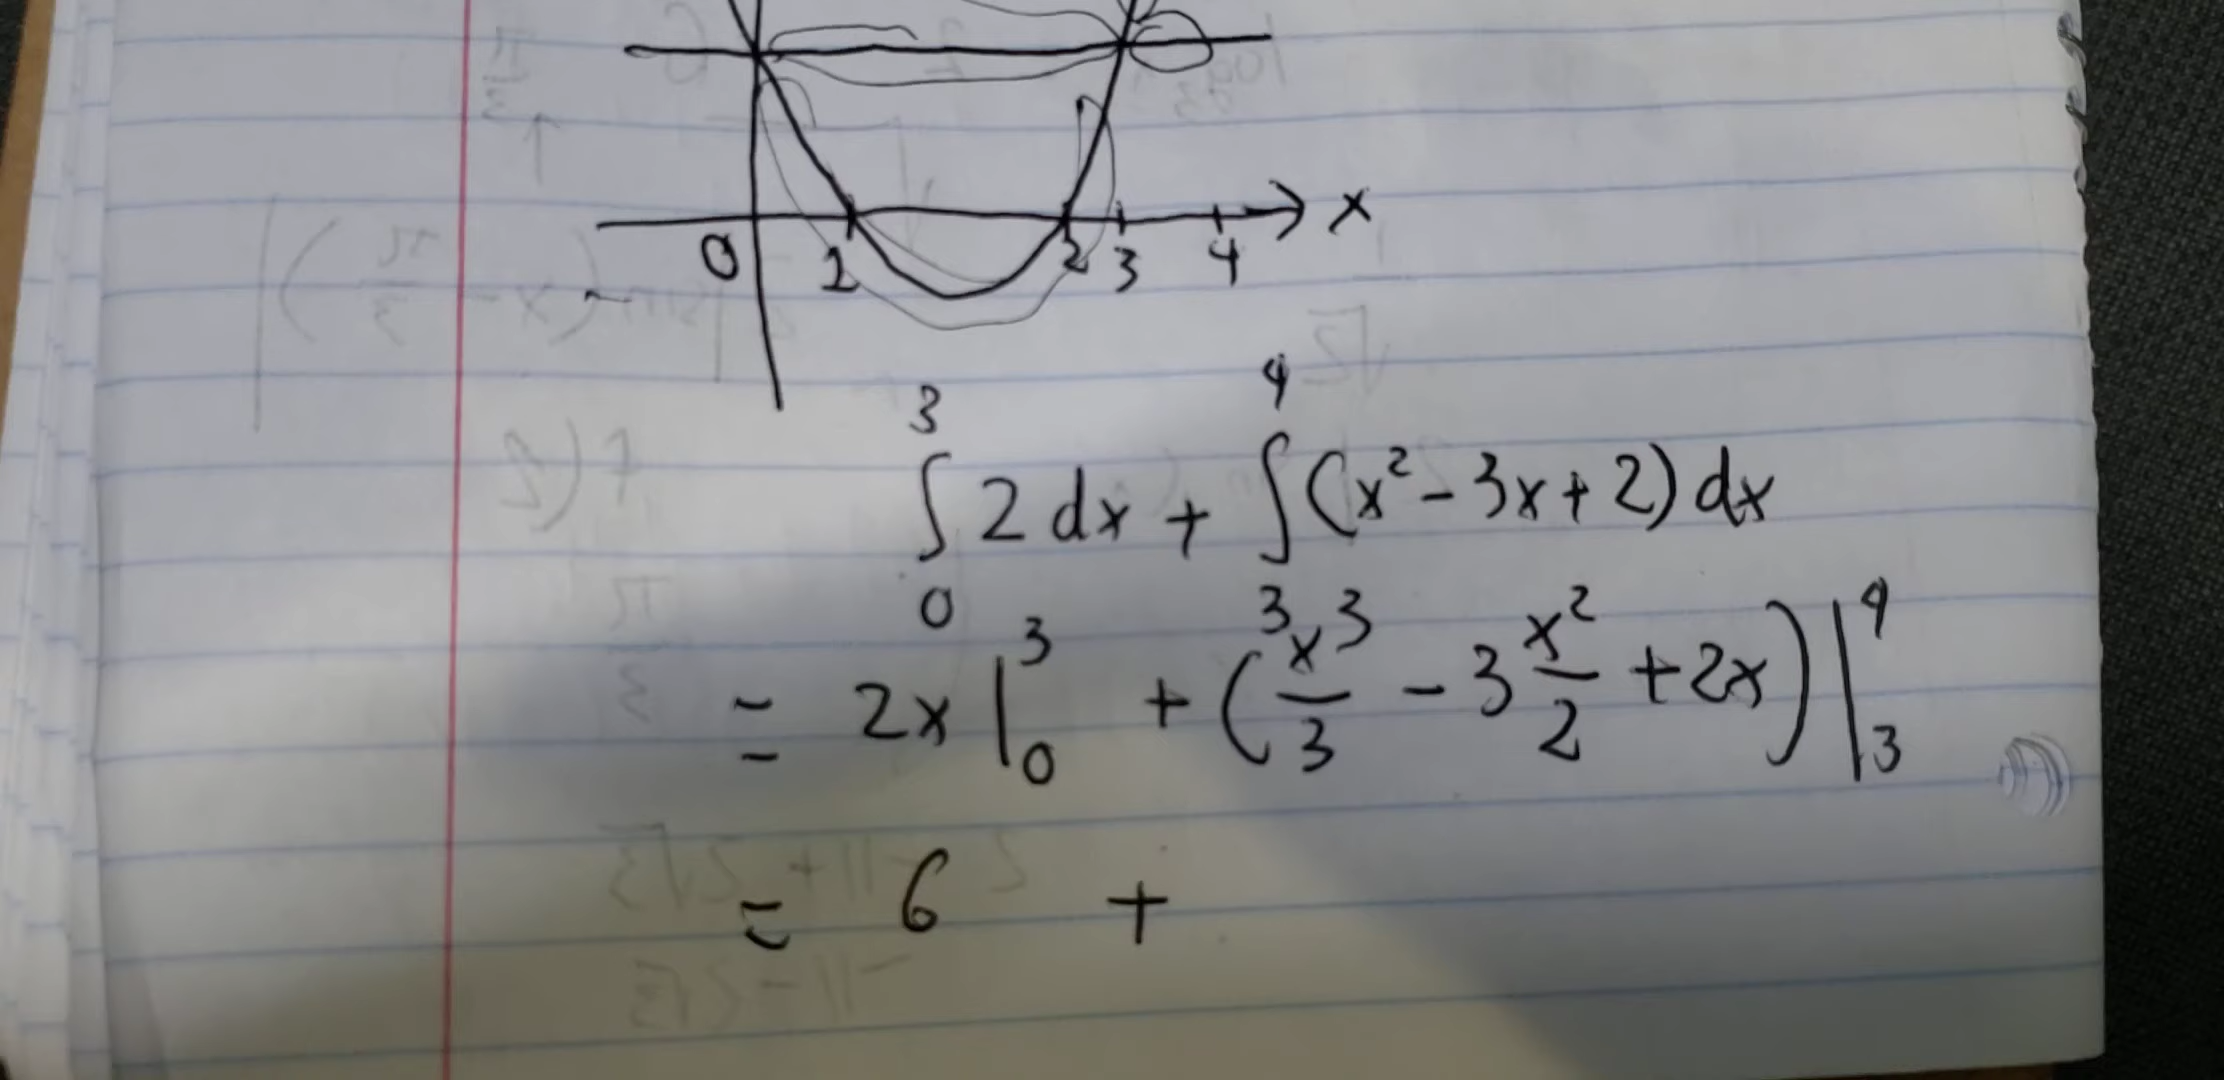 x
0 1 2 3 4
∫₀³ 2 dx + ∫₃⁴ (x² - 3x + 2) dx
= 2x |₀³ + (x³/3 - 3 x²/2 + 2x) |₃⁴
= 6 +